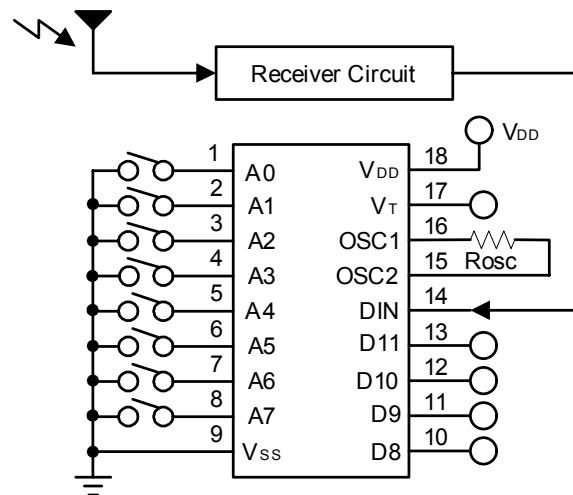 Receiver Circuit
VDD
1 A0 VDD 18
2 A1 VT 17
3 A2 OSC1 16
Rosc
4 A3 OSC2 15
5 A4 DIN 14
6 A5 D11 13
7 A6 D10 12
8 A7 D9 11
9 VSS D8 10